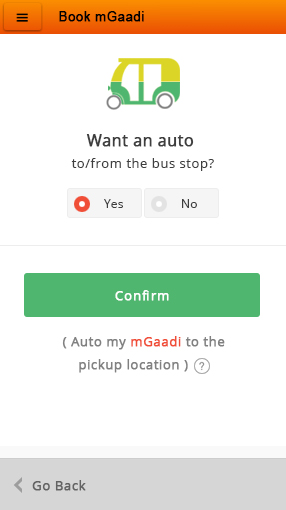 Book mGaadi
Want an auto
to/from the bus stop?
Yes No
Confirm
( Auto my mGaadi to the
pickup location ) ?
Go Back